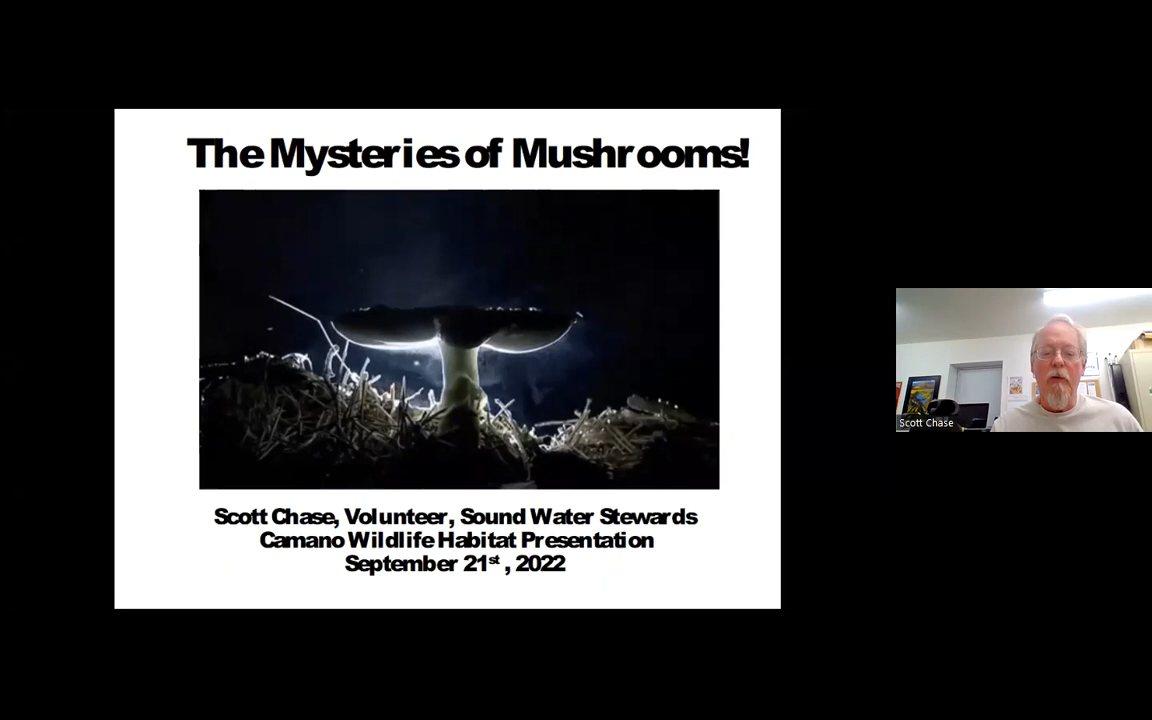 The Mysteries of Mushrooms!
Scott Chase, Volunteer, Sound Water Stewards
Camano Wildlife Habitat Presentation
September 21st , 2022
Scott Chase